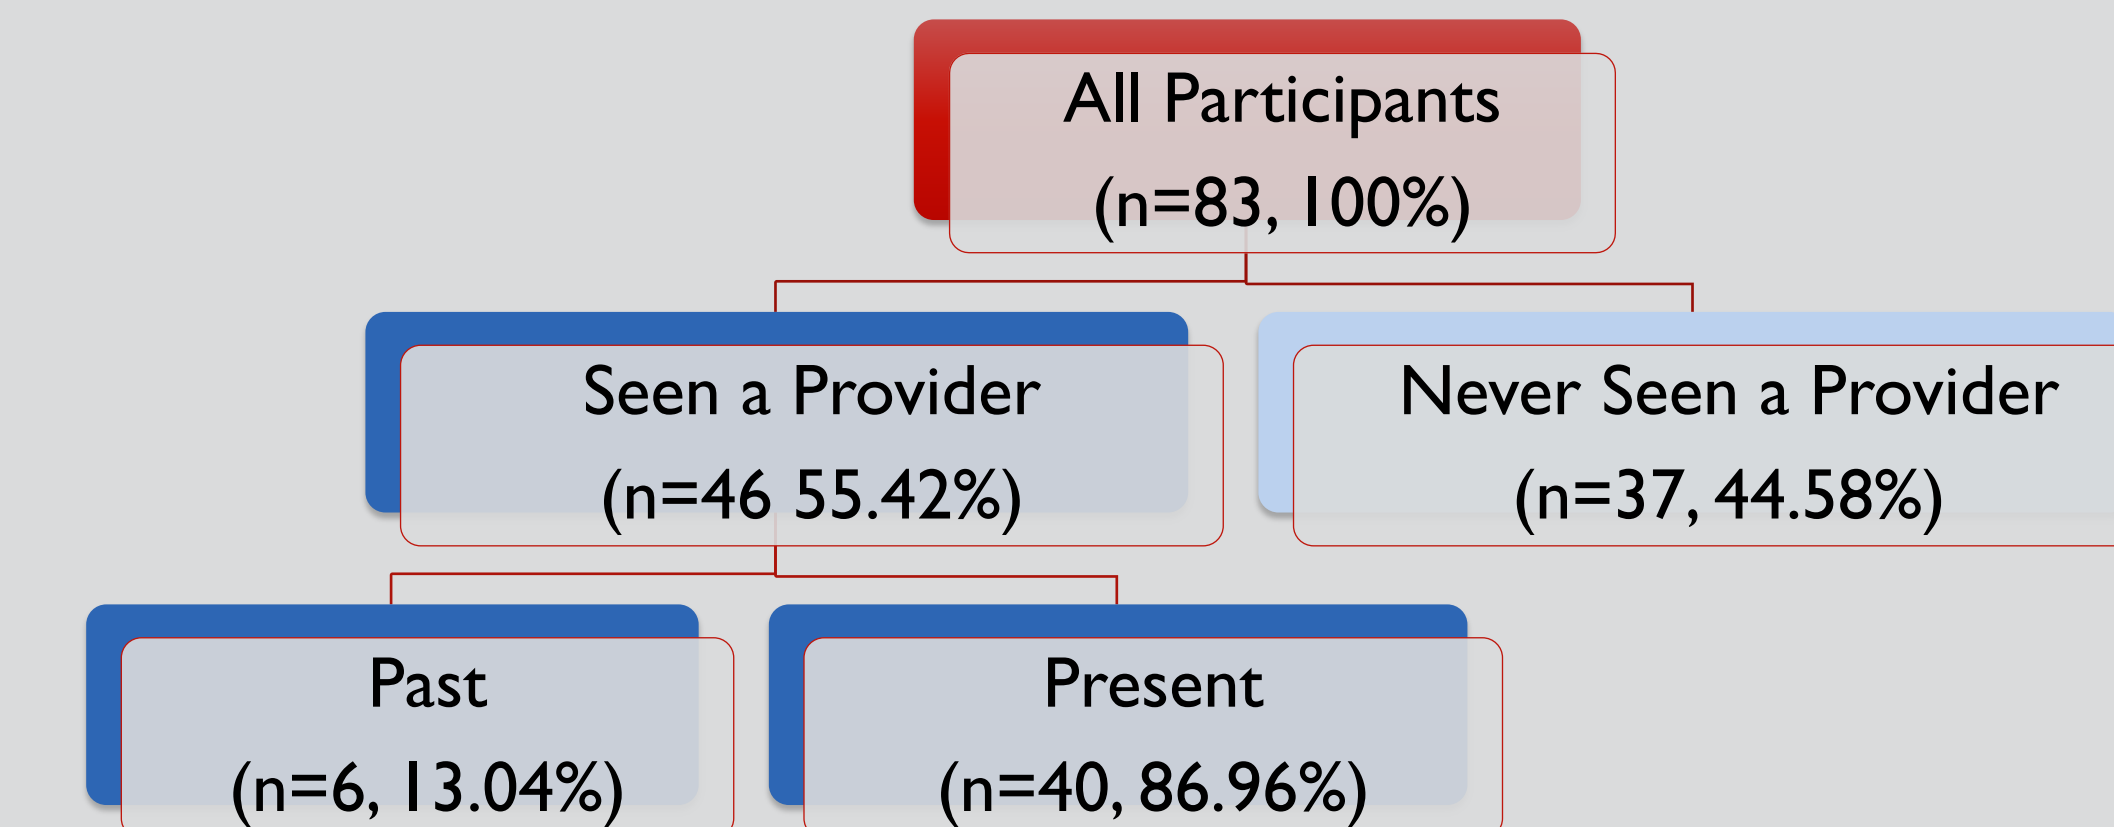 All Participants
(n=83, 100%)
Seen a Provider
(n=46 55.42%)
Never Seen a Provider
(n=37, 44.58%)
Past
(n=6, 13.04%)
Present
(n=40, 86.96%)